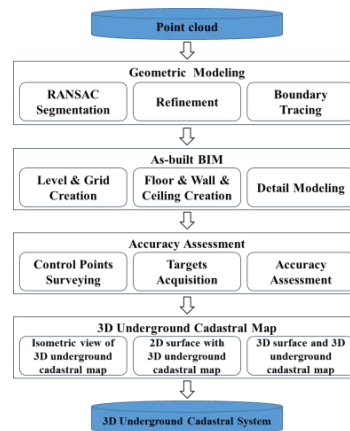 Point cloud
Geometric Modeling
RANSAC
Segmentation
Refinement
Boundary
Tracing
As-built BIM
Level & Grid
Creation
Floor & Wall &
Ceiling Creation
Detail Modeling
Accuracy Assessment
Control Points
Surveying
Targets
Acquisition
Accuracy
Assessment
3D Underground Cadastral Map
Isometric view of
3D underground
cadastral map
2D surface with
3D underground
cadastral map
3D surface and 3D
underground
cadastral map
3D Underground Cadastral System